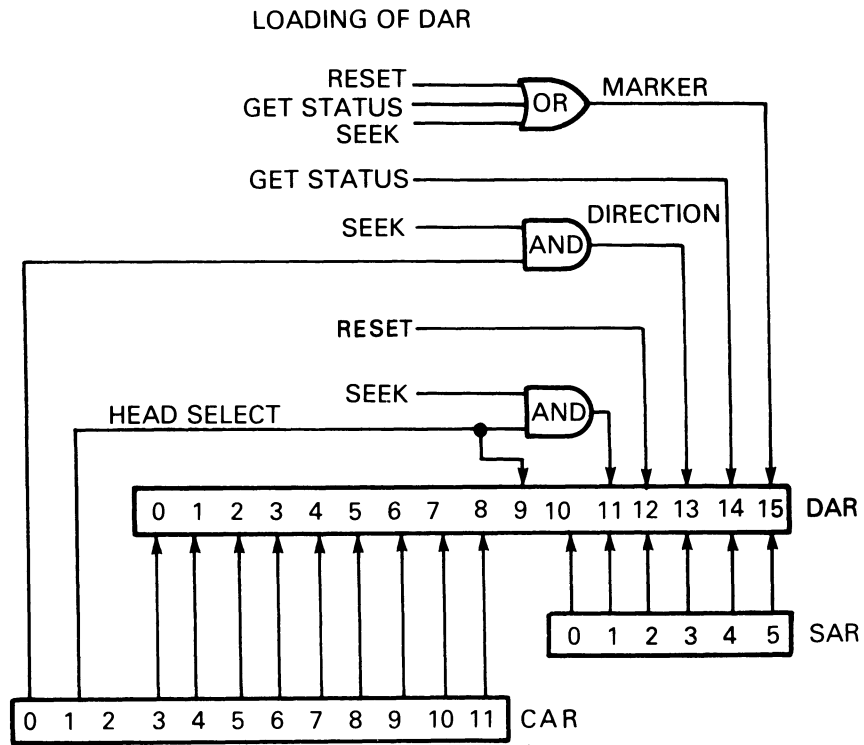 LOADING OF DAR
RESET
GET STATUS
SEEK
OR
MARKER
GET STATUS
SEEK
AND
DIRECTION
RESET
SEEK
AND
HEAD SELECT
0 1 2 3 4 5 6 7 8 9 10 11 12 13 14 15 DAR
0 1 2 3 4 5 SAR
0 1 2 3 4 5 6 7 8 9 10 11 CAR